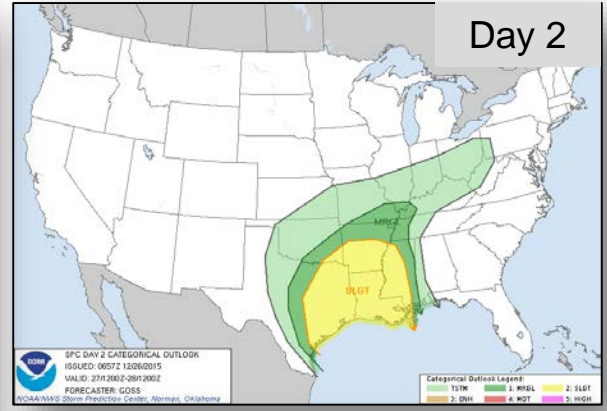 Day 2
MRGL
SLGT
NOAA
SPC DAY 2 CATEGORICAL OUTLOOK
ISSUED: 0657Z 12/26/2015
VALID: 27/1200Z-28/1200Z
FORECASTER: GOSS
NOAA/NWS Storm Prediction Center, Norman, Oklahoma
Categorical Outlook Legend:
TSTM 1: MRGL 2: SLGT
3: ENH 4: MDT 5: HIGH